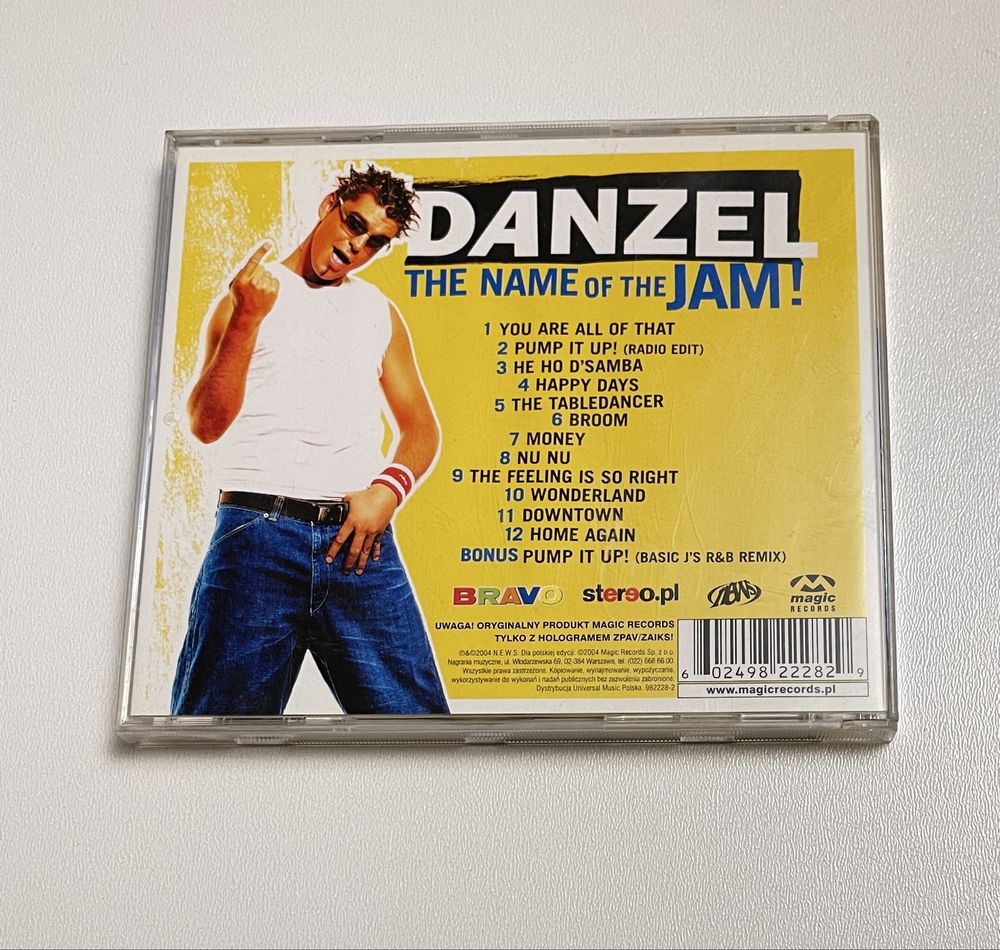 DANZEL
THE NAME OF THE JAM!
1 YOU ARE ALL OF THAT
2 PUMP IT UP! (RADIO EDIT)
3 HE HO D'SAMBA
4 HAPPY DAYS
5 THE TABLEDANCER
6 BROOM
7 MONEY
8 NU NU
9 THE FEELING IS SO RIGHT
10 WONDERLAND
11 DOWNTOWN
12 HOME AGAIN
BONUS PUMP IT UP! (BASIC J'S R&B REMIX)
BRAVO stereo.pl NEWS magic RECORDS
UWAGA! ORYGINALNY PRODUKT MAGIC RECORDS
TYLKO Z HOLOGRAMEM ZPAV/ZAIKS!
℗&©2004 N.E.W.S. Dla polskiej edycji: ©2004 Magic Records Sp. z o.o.
Nagrania muzyczne, ul. Włodarzewska 69, 02-384 Warszawa, tel: (022) 668 66 00.
Wszystkie prawa zastrzeżone. Kopiowanie, wynajmowanie, wypożyczanie,
wykorzystywanie do wykonań i nadań publicznych bez zezwolenia zabronione.
Dystrybucja Universal Music Polska. 982228-2
6 02498 22282 9
www.magicrecords.pl